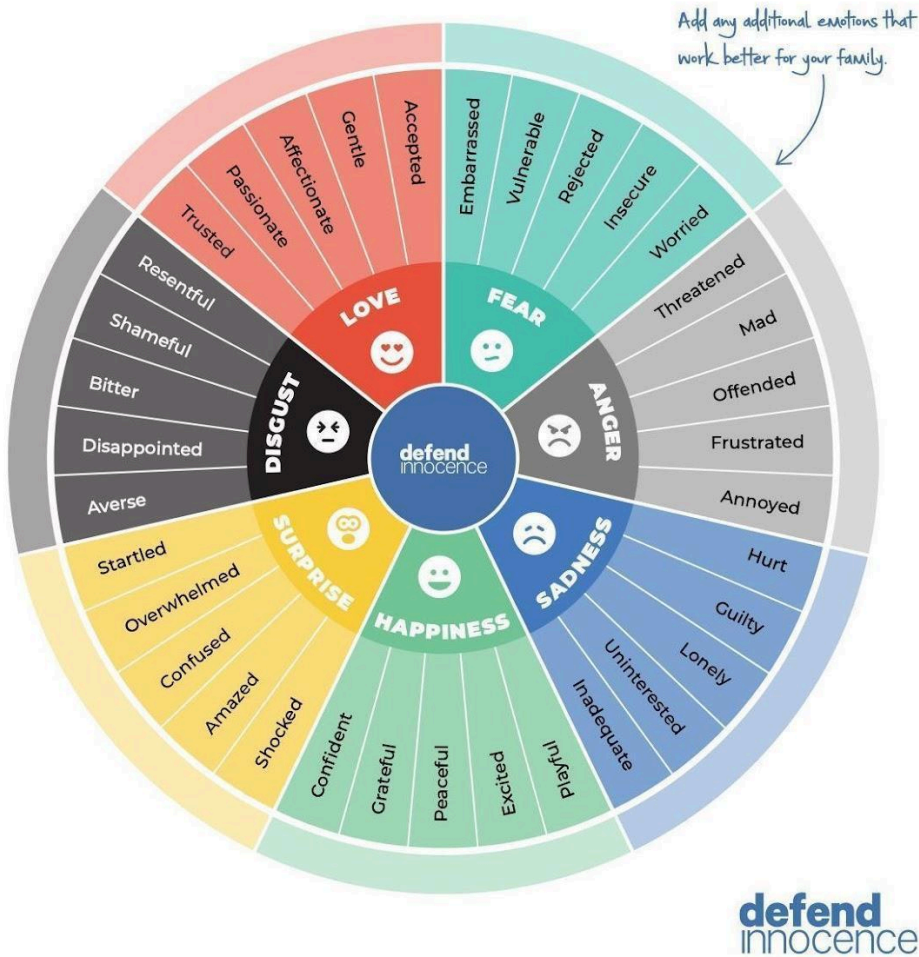 Add any additional emotions that
work better for your family.
LOVE
Trusted
Passionate
Affectionate
Gentle
Accepted
FEAR
Embarrassed
Vulnerable
Rejected
Insecure
Worried
ANGER
Threatened
Mad
Offended
Frustrated
Annoyed
SADNESS
Hurt
Guilty
Lonely
Uninterested
Inadequate
HAPPINESS
Playful
Excited
Peaceful
Grateful
Confident
SURPRISE
Shocked
Amazed
Confused
Overwhelmed
Startled
DISGUST
Averse
Disappointed
Bitter
Shameful
Resentful
defend
innocence
defend
innocence